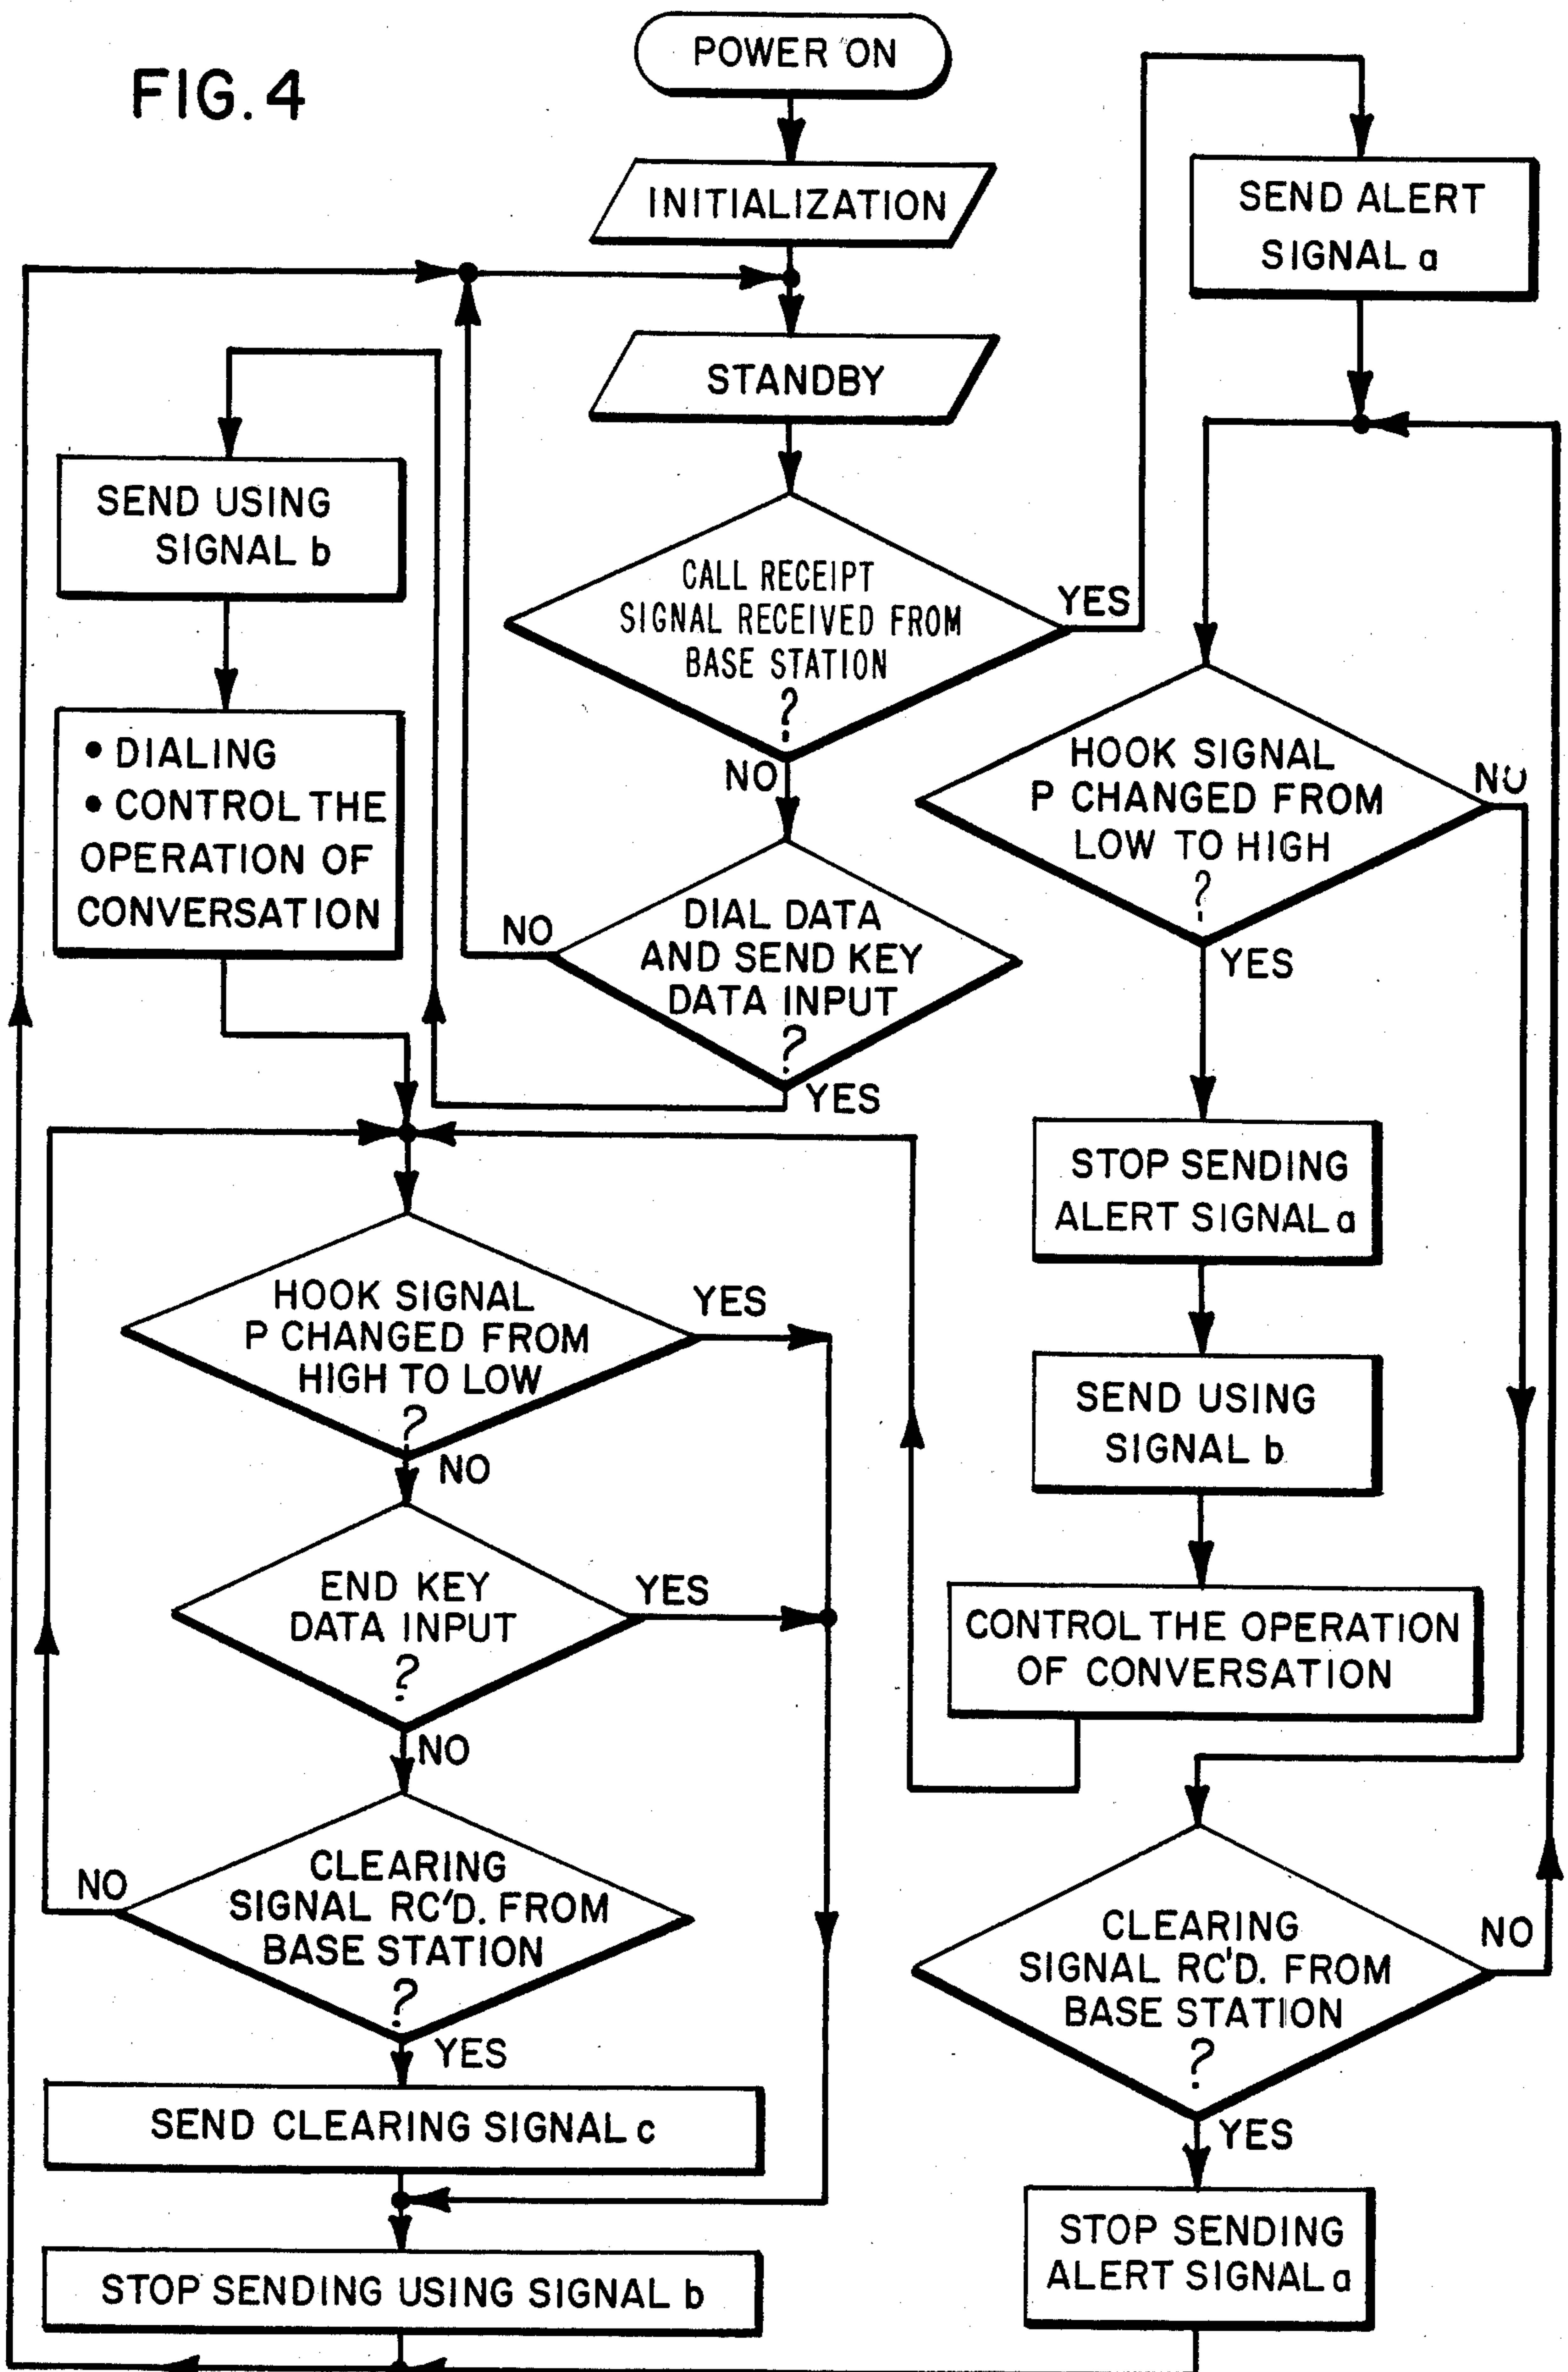 FIG. 4
POWER ON
INITIALIZATION
STANDBY
CALL RECEIPT
SIGNAL RECEIVED FROM
BASE STATION
?
YES
NO
DIAL DATA
AND SEND KEY
DATA INPUT
?
NO
YES
SEND USING
SIGNAL b
• DIALING
• CONTROL THE
OPERATION OF
CONVERSATION
HOOK SIGNAL
P CHANGED FROM
HIGH TO LOW
?
YES
NO
END KEY
DATA INPUT
?
YES
NO
CLEARING
SIGNAL RC'D. FROM
BASE STATION
?
NO
YES
SEND CLEARING SIGNAL c
STOP SENDING USING SIGNAL b
SEND ALERT
SIGNAL a
HOOK SIGNAL
P CHANGED FROM
LOW TO HIGH
?
NO
YES
STOP SENDING
ALERT SIGNAL a
SEND USING
SIGNAL b
CONTROL THE OPERATION
OF CONVERSATION
CLEARING
SIGNAL RC'D. FROM
BASE STATION
?
NO
YES
STOP SENDING
ALERT SIGNAL a